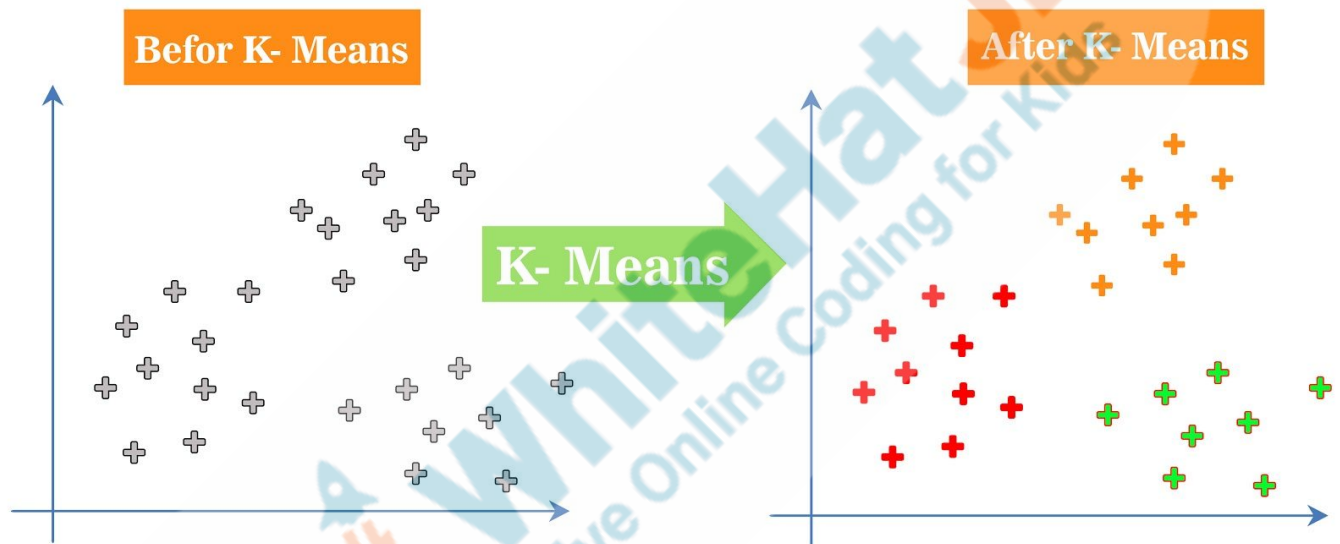 Befor K- Means
After K- Means
K- Means
WhiteHat Jr
Live Online Coding for Kids